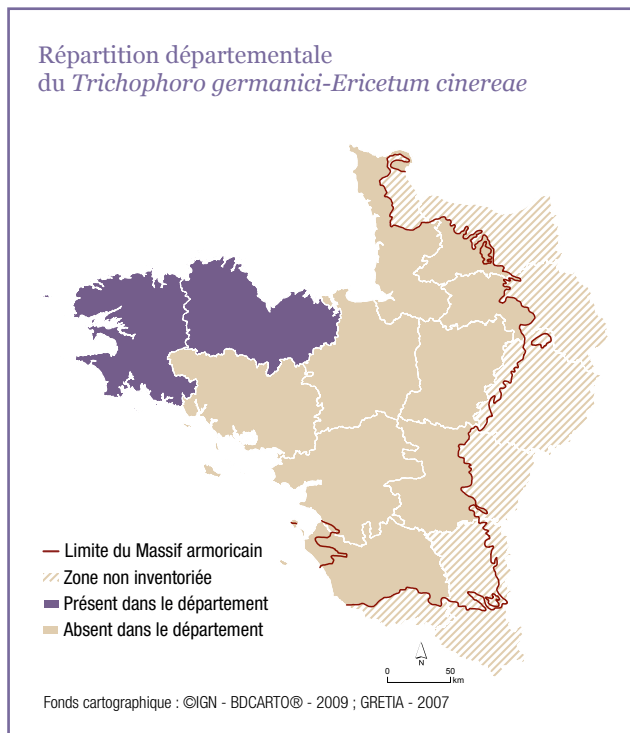 Répartition départementale
du Trichophoro germanici-Ericetum cinereae
Limite du Massif armoricain
Zone non inventoriée
Présent dans le département
Absent dans le département
N
0 50
km
Fonds cartographique : ©IGN - BDCARTO® - 2009 ; GRETIA - 2007